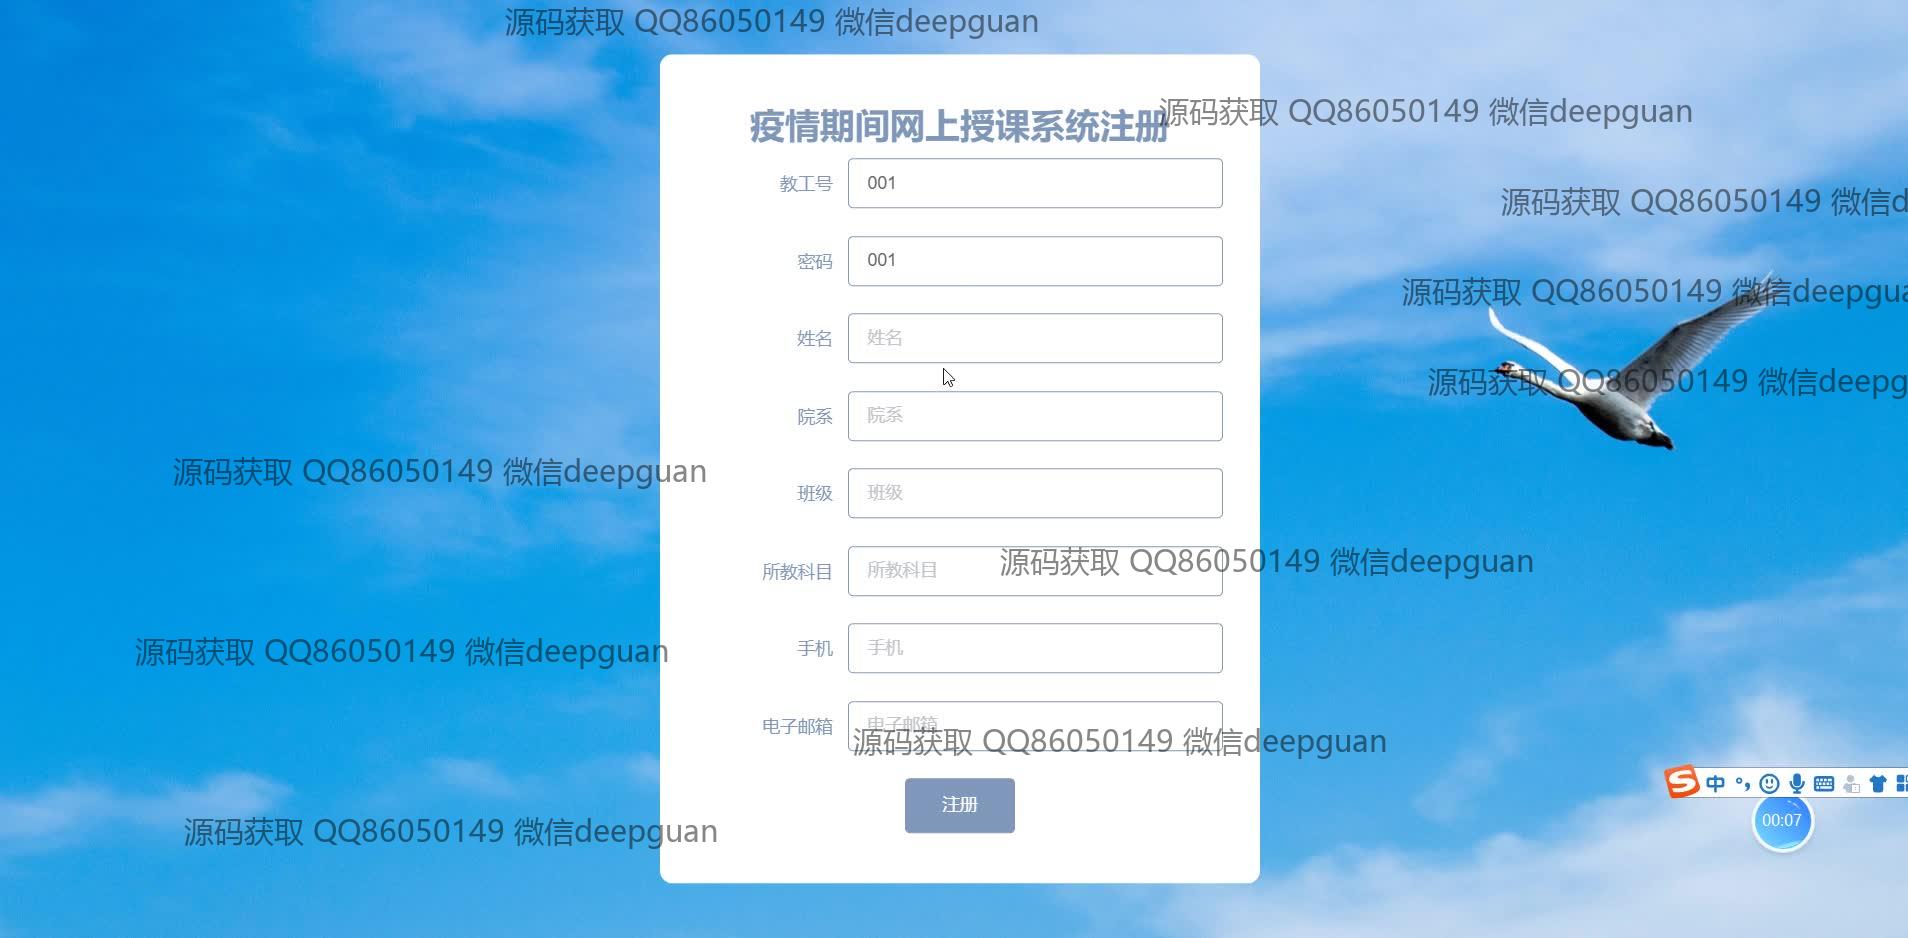 源码获取 QQ86050149 微信deepguan
源码获取 QQ86050149 微信deepguan
疫情期间网上授课系统注册
教工号 001
源码获取 QQ86050149 微信d
密码 001
源码获取 QQ86050149 微信deepgua
姓名 姓名
源码获取 QQ86050149 微信deepg
院系 院系
源码获取 QQ86050149 微信deepguan
班级 班级
源码获取 QQ86050149 微信deepguan
所教科目 所教科目
源码获取 QQ86050149 微信deepguan
手机 手机
电子邮箱 电子邮箱
源码获取 QQ86050149 微信deepguan
中
注册
00:07
源码获取 QQ86050149 微信deepguan